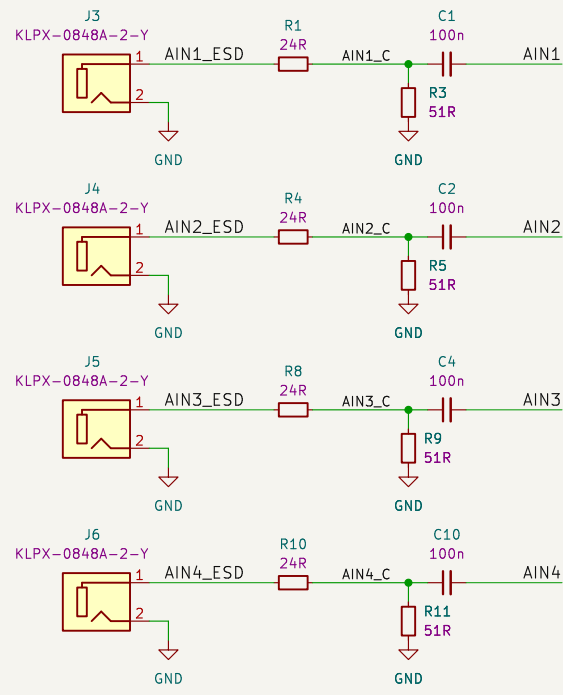 J3
KLPX-0848A-2-Y
1
AIN1_ESD
R1
24R
AIN1_C
C1
100n
AIN1
2
R3
51R
GND
GND
J4
KLPX-0848A-2-Y
1
AIN2_ESD
R4
24R
AIN2_C
C2
100n
AIN2
2
R5
51R
GND
GND
J5
KLPX-0848A-2-Y
1
AIN3_ESD
R8
24R
AIN3_C
C4
100n
AIN3
2
R9
51R
GND
GND
J6
KLPX-0848A-2-Y
1
AIN4_ESD
R10
24R
AIN4_C
C10
100n
AIN4
2
R11
51R
GND
GND